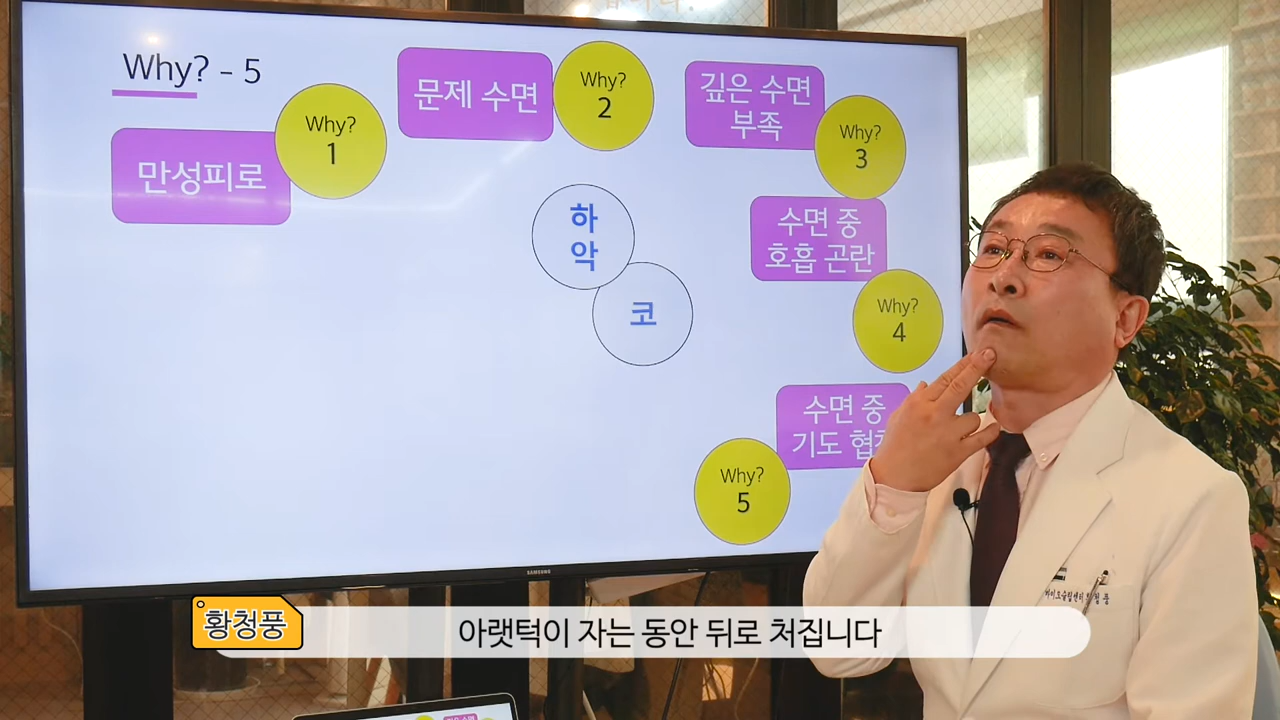 Why? - 5
만성피로
Why?
1
문제 수면
Why?
2
깊은 수면
부족
Why?
3
수면 중
호흡 곤란
Why?
4
수면 중
기도
Why?
5
하
악
코
SAMSUNG
황청풍
아랫턱이 자는 동안 뒤로 처집니다